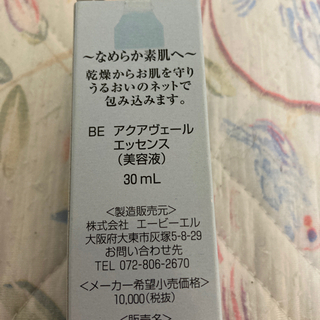 ～なめらか素肌へ～
乾燥からお肌を守り
うるおいのネットで
包み込みます。
BE アクアヴェール
エッセンス
（美容液）
30mL
＜製造販売元＞
株式会社 エービーエル
大阪府大東市灰塚5-8-29
お問い合わせ先
TEL 072-806-2670
＜メーカー希望小売価格＞
10,000(税抜)
＜販売名＞